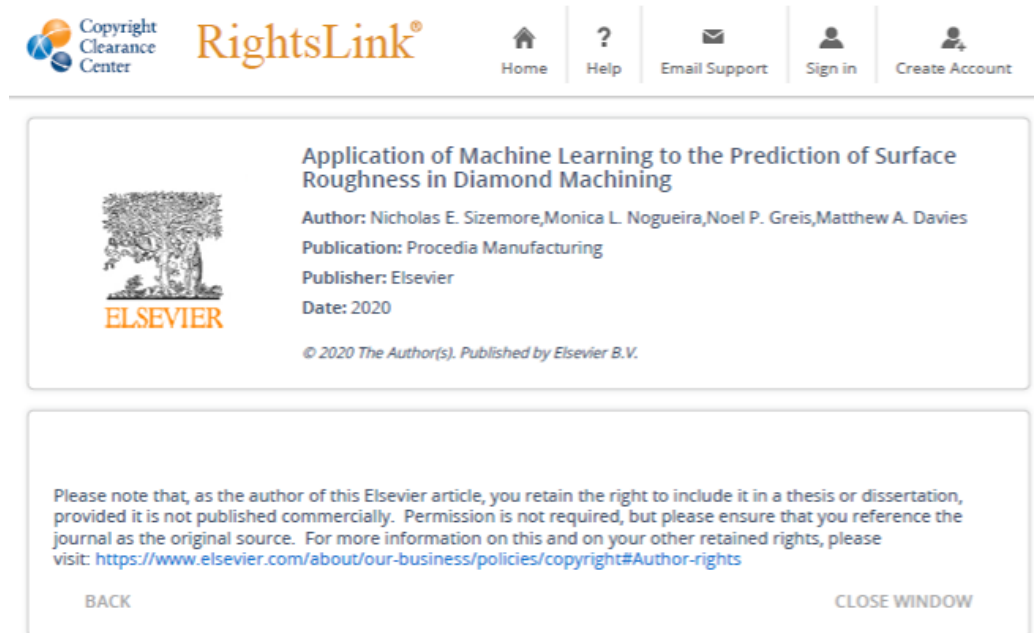 Copyright
Clearance
Center
RightsLink®
Home
Help
Email Support
Sign in
Create Account
Application of Machine Learning to the Prediction of Surface
Roughness in Diamond Machining
Author: Nicholas E. Sizemore,Monica L. Nogueira,Noel P. Greis,Matthew A. Davies
Publication: Procedia Manufacturing
Publisher: Elsevier
Date: 2020
© 2020 The Author(s). Published by Elsevier B.V.
ELSEVIER
Please note that, as the author of this Elsevier article, you retain the right to include it in a thesis or dissertation,
provided it is not published commercially. Permission is not required, but please ensure that you reference the
journal as the original source. For more information on this and on your other retained rights, please
visit: https://www.elsevier.com/about/our-business/policies/copyright#Author-rights
BACK
CLOSE WINDOW